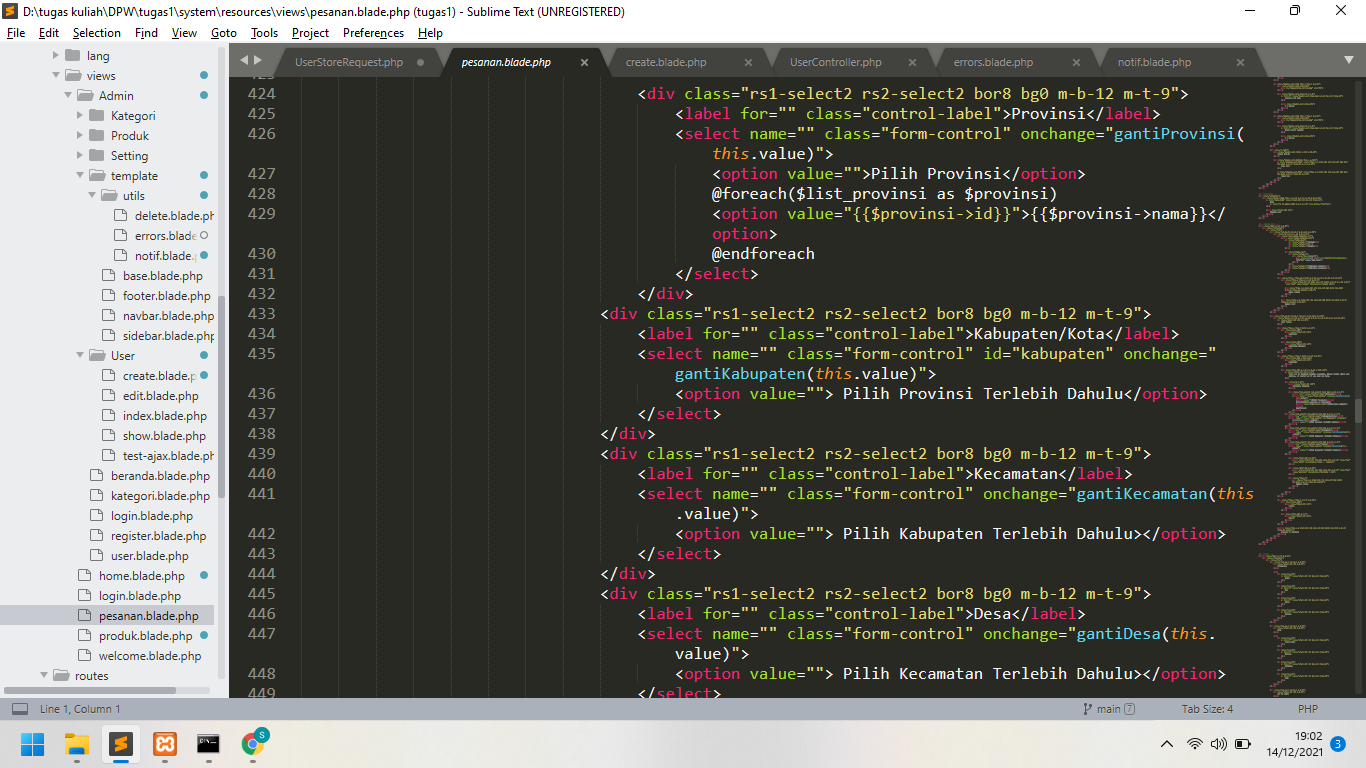 D:\tugas kuliah\DPW\tugas1\system\resources\views\pesanan.blade.php (tugas1) - Sublime Text (UNREGISTERED)
File Edit Selection Find View Goto Tools Project Preferences Help
lang
views
Admin
Kategori
Produk
Setting
template
utils
delete.blade.ph
errors.blade
notif.blade.
base.blade.php
footer.blade.php
navbar.blade.php
sidebar.blade.php
User
create.blade.p
edit.blade.php
index.blade.php
show.blade.php
test-ajax.blade.ph
beranda.blade.php
kategori.blade.php
login.blade.php
register.blade.php
user.blade.php
home.blade.php
login.blade.php
pesanan.blade.php
produk.blade.php
welcome.blade.php
routes
UserStoreRequest.php pesanan.blade.php create.blade.php UserController.php errors.blade.php notif.blade.php
423
424 <div class="rs1-select2 rs2-select2 bor8 bg0 m-b-12 m-t-9">
425 <label for="" class="control-label">Provinsi</label>
426 <select name="" class="form-control" onchange="gantiProvinsi(
this.value)">
427 <option value="">Pilih Provinsi</option>
428 @foreach($list_provinsi as $provinsi)
429 <option value="{{$provinsi->id}}">{{$provinsi->nama}}</
option>
430 @endforeach
431 </select>
432 </div>
433 <div class="rs1-select2 rs2-select2 bor8 bg0 m-b-12 m-t-9">
434 <label for="" class="control-label">Kabupaten/Kota</label>
435 <select name="" class="form-control" id="kabupaten" onchange="
gantiKabupaten(this.value)">
436 <option value=""> Pilih Provinsi Terlebih Dahulu</option>
437 </select>
438 </div>
439 <div class="rs1-select2 rs2-select2 bor8 bg0 m-b-12 m-t-9">
440 <label for="" class="control-label">Kecamatan</label>
441 <select name="" class="form-control" onchange="gantiKecamatan(this
.value)">
442 <option value=""> Pilih Kabupaten Terlebih Dahulu></option>
443 </select>
444 </div>
445 <div class="rs1-select2 rs2-select2 bor8 bg0 m-b-12 m-t-9">
446 <label for="" class="control-label">Desa</label>
447 <select name="" class="form-control" onchange="gantiDesa(this.
value)">
448 <option value=""> Pilih Kecamatan Terlebih Dahulu></option>
449 </select>
Line 1, Column 1 main 7 Tab Size: 4 PHP
S
19:02
14/12/2021 3